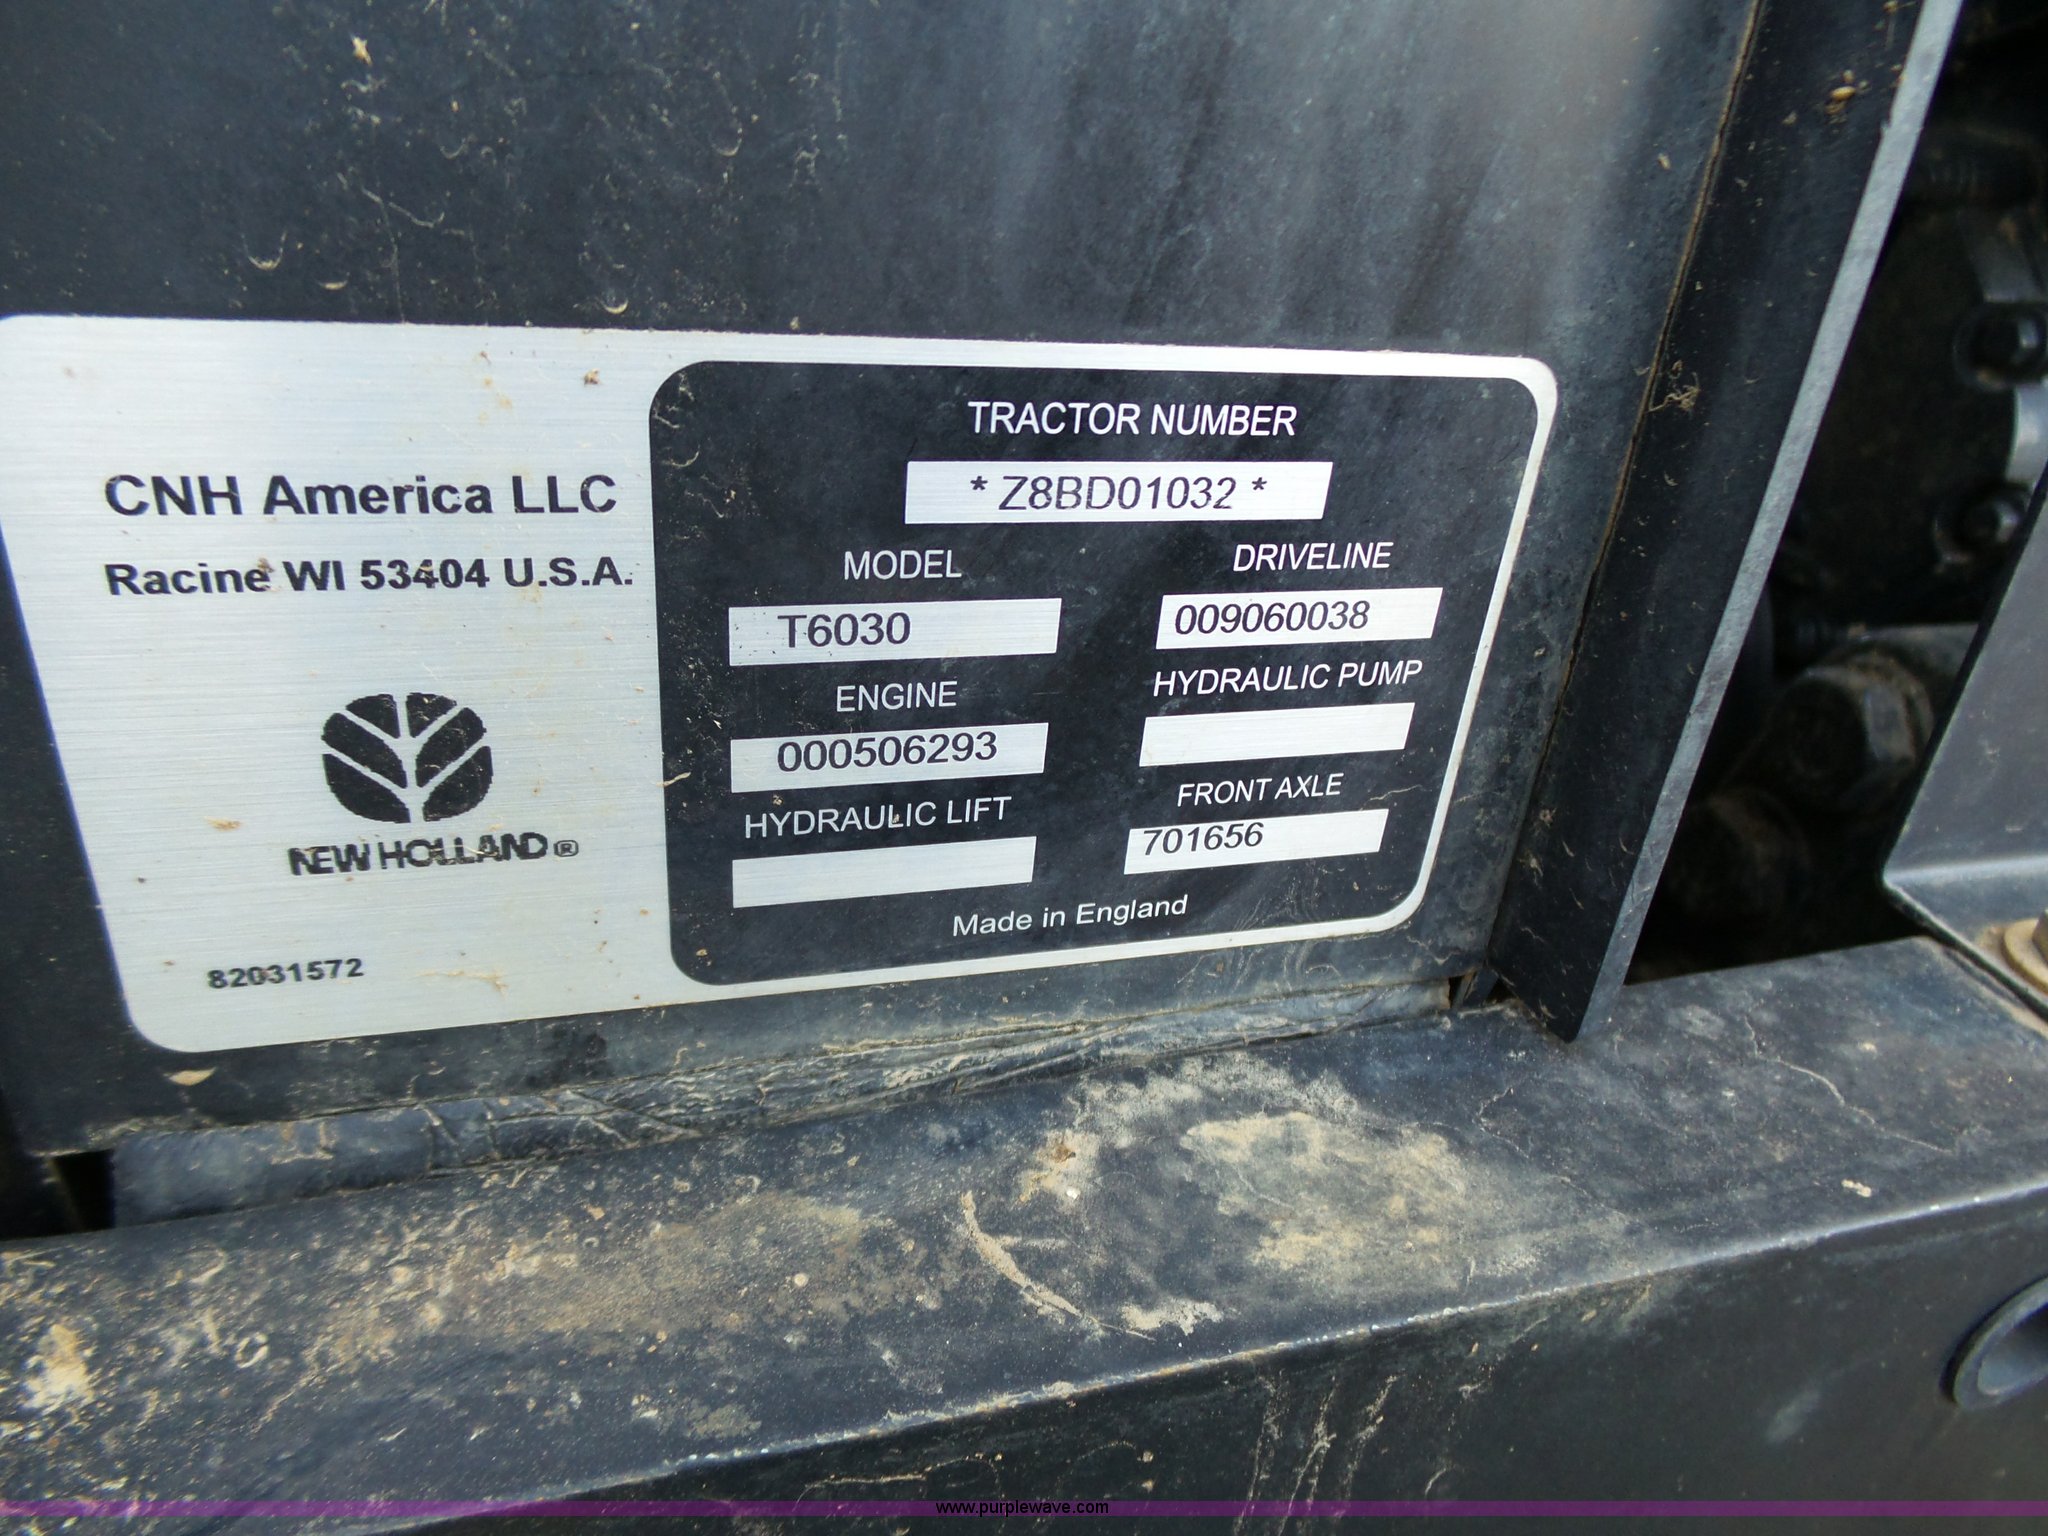 CNH America LLC
Racine WI 53404 U.S.A.
NEW HOLLAND®
82031572
TRACTOR NUMBER
* Z8BD01032 *
MODEL
T6030
DRIVELINE
009060038
ENGINE
000506293
HYDRAULIC PUMP
HYDRAULIC LIFT
FRONT AXLE
701656
Made in England
www.purplewave.com